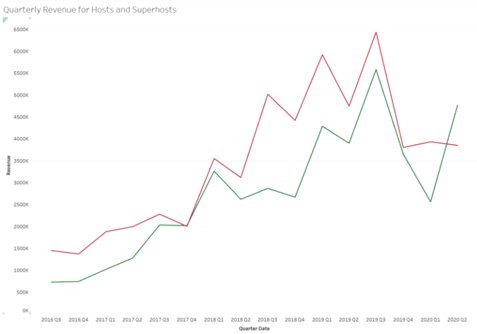 Quarterly Revenue for Hosts and Superhosts
6500K
6000K
5500K
5000K
4500K
4000K
3500K
3000K
2500K
2000K
1500K
1000K
500K
0K
Revenue
2016 Q3 2016 Q4 2017 Q1 2017 Q2 2017 Q3 2017 Q4 2018 Q1 2018 Q2 2018 Q3 2018 Q4 2019 Q1 2019 Q2 2019 Q3 2019 Q4 2020 Q1 2020 Q2
Quarter Data